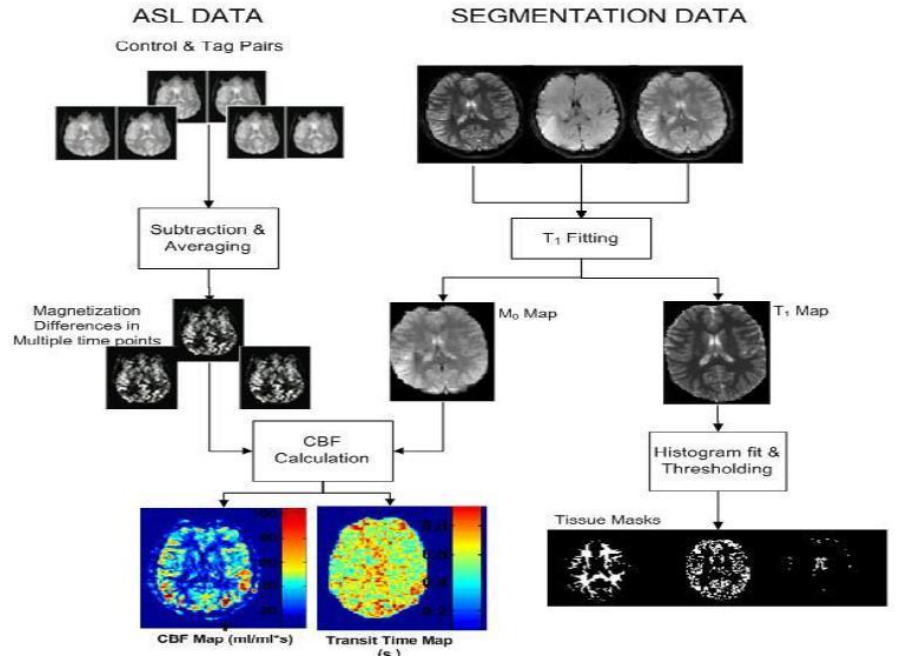 ASL DATA
Control & Tag Pairs
Subtraction &
Averaging
Magnetization
Differences in
Multiple time points
CBF
Calculation
CBF Map (ml/ml*s)
Transit Time Map
(s.)
SEGMENTATION DATA
T₁ Fitting
M₀ Map
T₁ Map
Histogram fit &
Thresholding
Tissue Masks